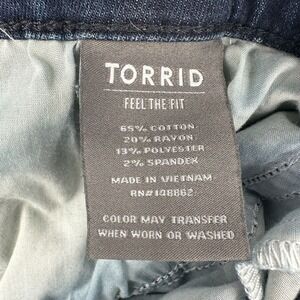 TORRID
FEEL THE FIT
65% COTTON
20% RAYON
13% POLYESTER
2% SPANDEX
MADE IN VIETNAM
RN#148862
COLOR MAY TRANSFER
WHEN WORN OR WASHED